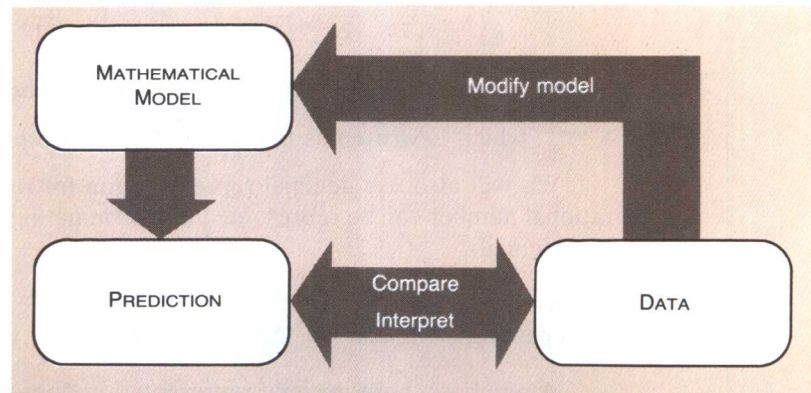 MATHEMATICAL
MODEL
Modify model
PREDICTION
Compare
Interpret
DATA